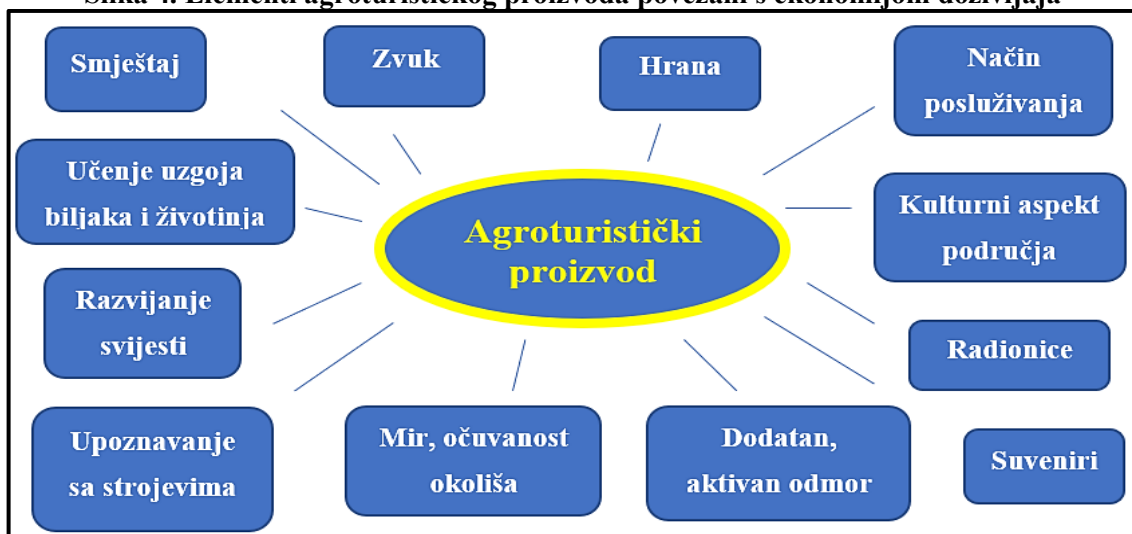 Slika 4. Elementi agroturističkog proizvoda povezani s ekonomijom doživljaja
Smještaj
Zvuk
Hrana
Način
posluživanja
Učenje uzgoja
biljaka i životinja
Kulturni aspekt
područja
Agroturistički
proizvod
Razvijanje
svijesti
Radionice
Upoznavanje
sa strojevima
Mir, očuvanost
okoliša
Dodatan,
aktivan odmor
Suveniri